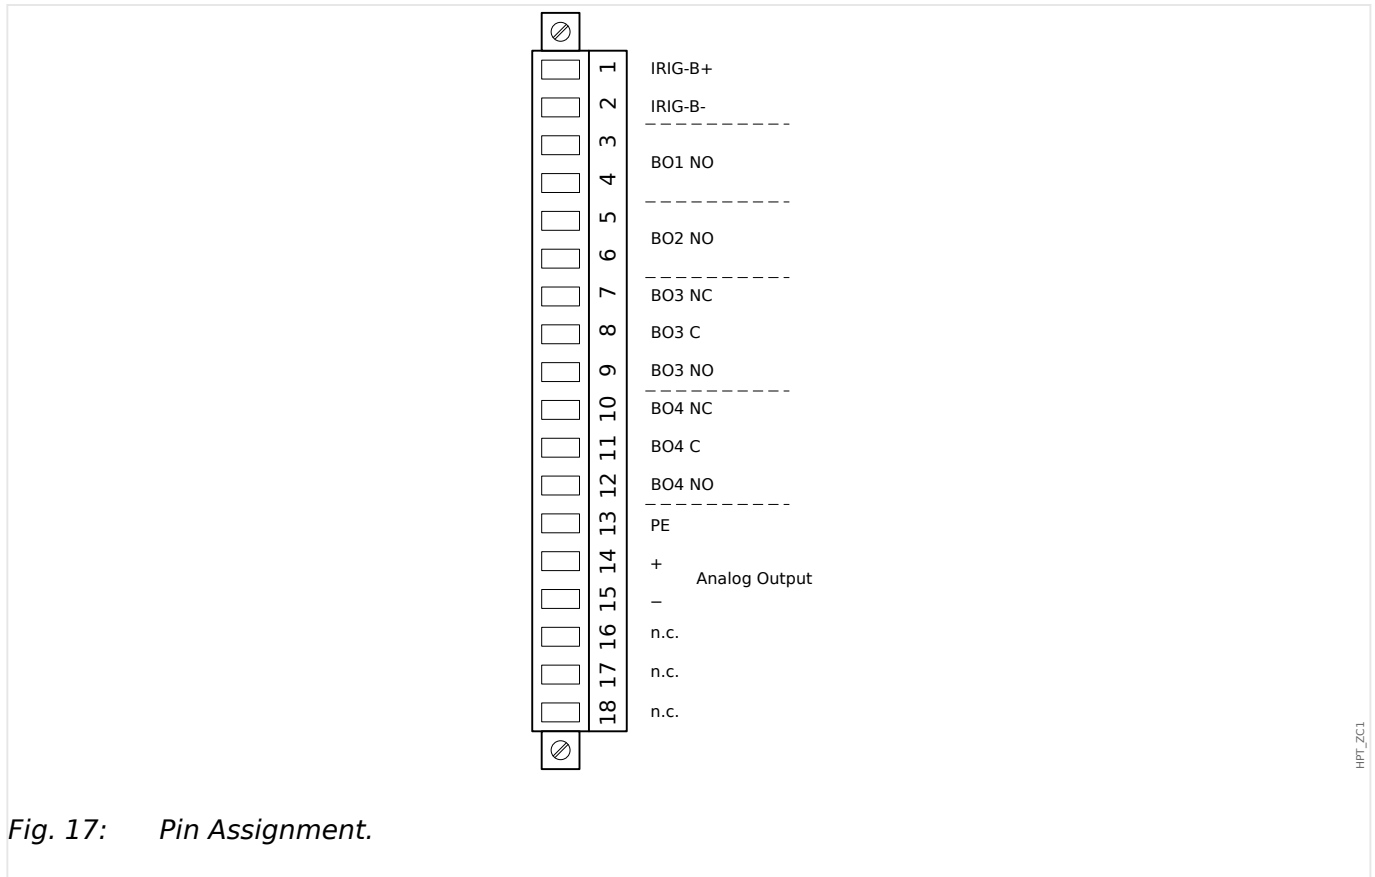 1 IRIG-B+
2 IRIG-B-
3
BO1 NO
4
5
BO2 NO
6
7 BO3 NC
8 BO3 C
9 BO3 NO
10 BO4 NC
11 BO4 C
12 BO4 NO
13 PE
14 +
Analog Output
15 −
16 n.c.
17 n.c.
18 n.c.
HPT_ZC1
Fig. 17: Pin Assignment.